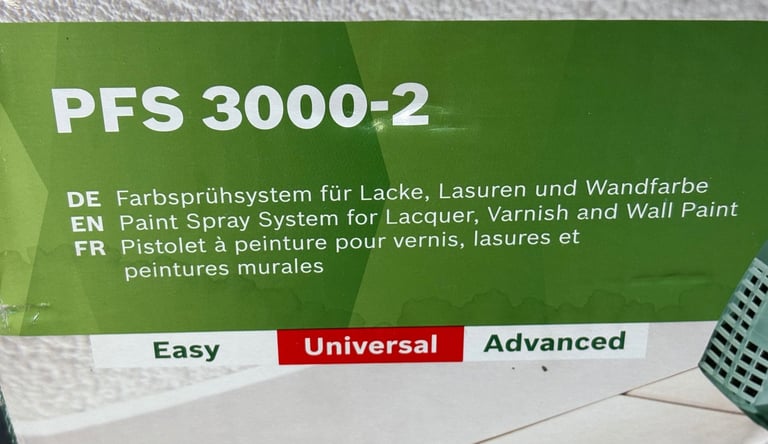 PFS 3000-2
DE Farbsprühsystem für Lacke, Lasuren und Wandfarbe
EN Paint Spray System for Lacquer, Varnish and Wall Paint
FR Pistolet à peinture pour vernis, lasures et
peintures murales
Easy Universal Advanced